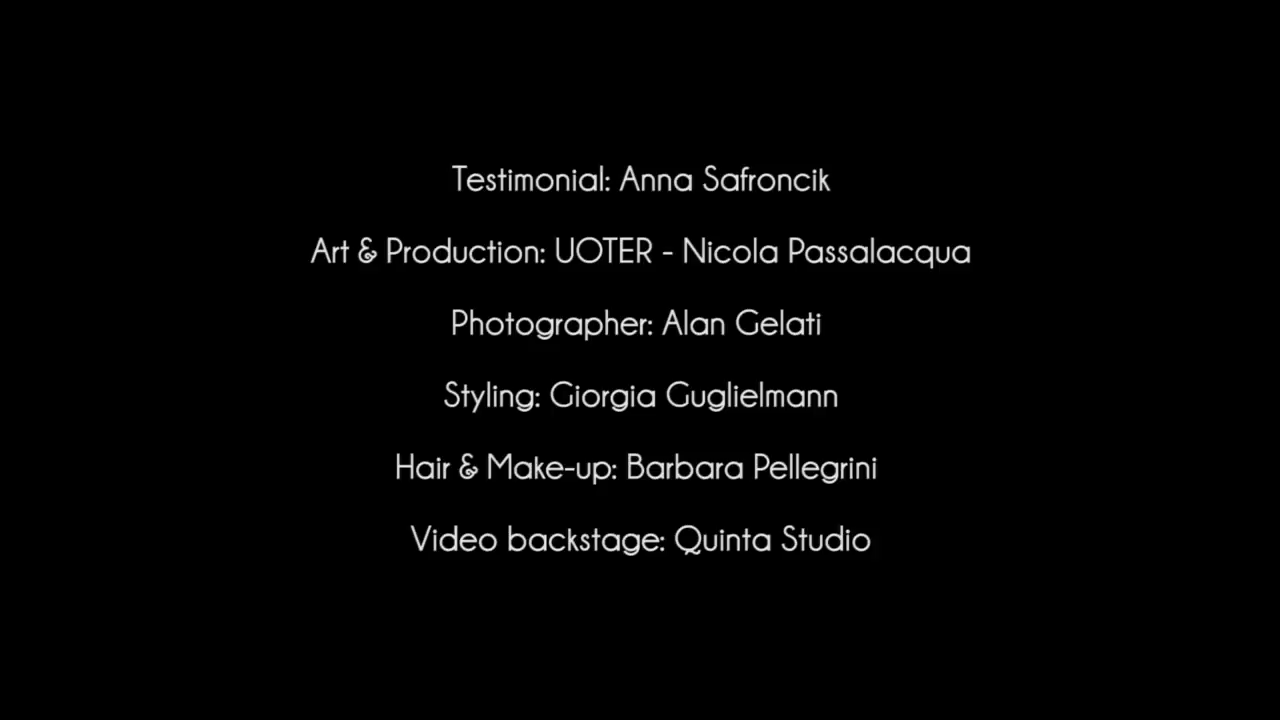 Testimonial: Anna Safroncik
Art & Production: UOTER - Nicola Passalacqua
Photographer: Alan Gelati
Styling: Giorgia Guglielmann
Hair & Make-up: Barbara Pellegrini
Video backstage: Quinta Studio